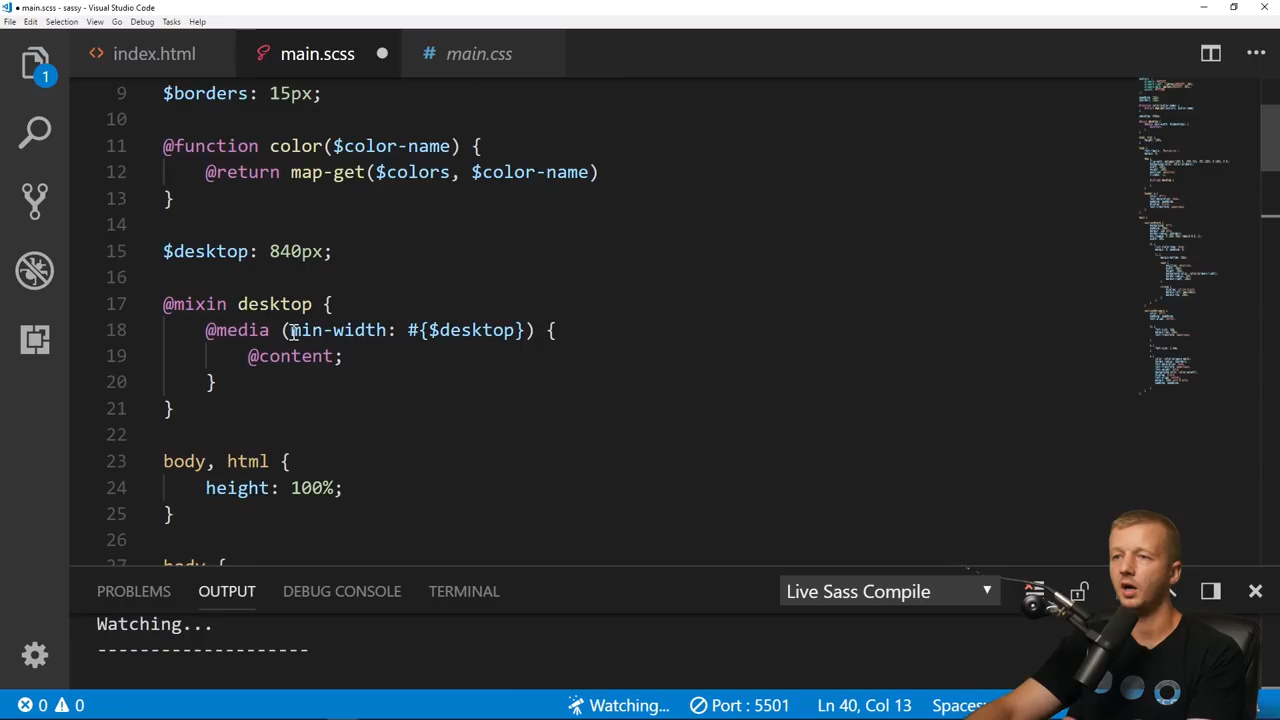 ● main.scss - sassy - Visual Studio Code
File Edit Selection View Go Debug Tasks Help
index.html main.scss main.css
1
9 $borders: 15px;
10
11 @function color($color-name) {
12 @return map-get($colors, $color-name)
13 }
14
15 $desktop: 840px;
16
17 @mixin desktop {
18 @media (min-width: #{$desktop}) {
19 @content;
20 }
21 }
22
23 body, html {
24 height: 100%;
25 }
26
27 body {
PROBLEMS OUTPUT DEBUG CONSOLE TERMINAL Live Sass Compile
Watching...
--------------------
0 0 Watching... Port : 5501 Ln 40, Col 13 Spaces: